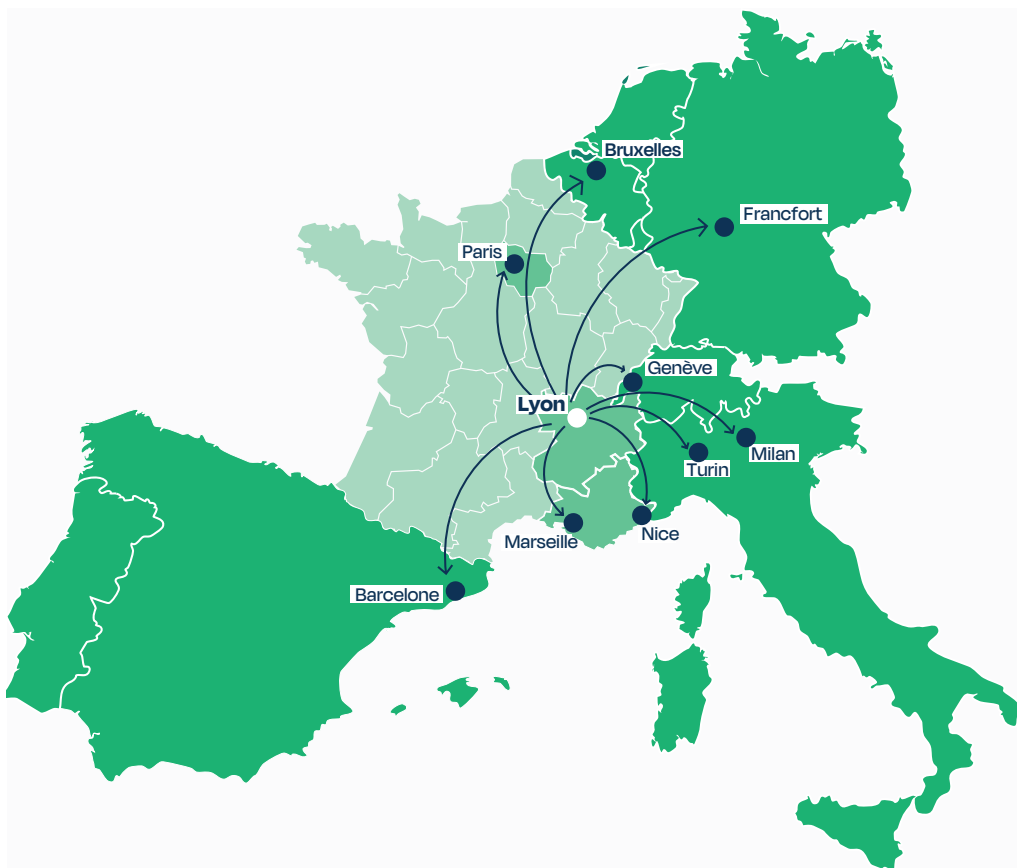 Bruxelles
Francfort
Paris
Genève
Lyon
Milan
Turin
Nice
Marseille
Barcelone